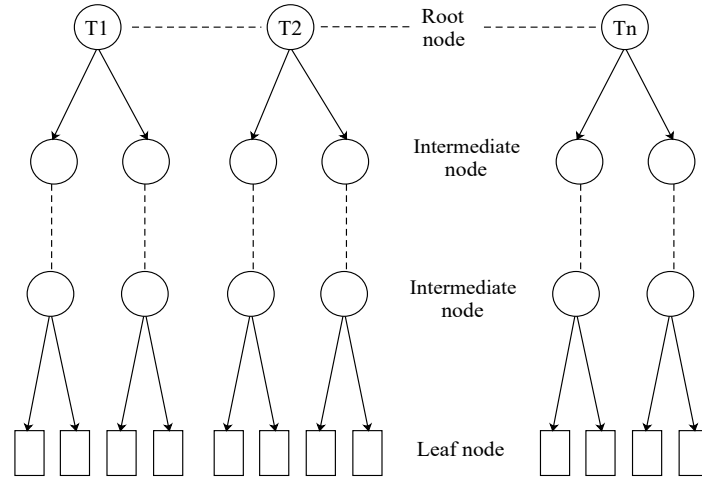 T1
T2
Root
node
Tn
Intermediate
node
Intermediate
node
Leaf node